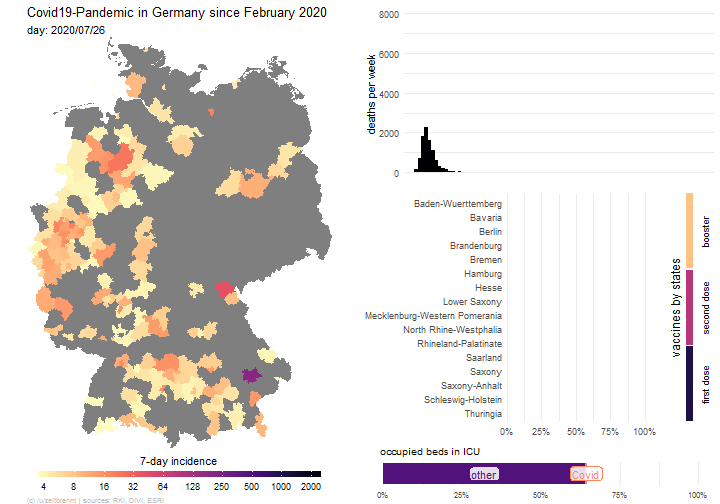 Covid19-Pandemic in Germany since February 2020
day: 2020/07/26
7-day incidence
4 8 16 32 64 125 250 500 1000 2000
(c) /u/zeitbrennt | sources: RKI, DIVI, ESRI
deaths per week
8000
6000
4000
2000
0
Baden-Wuerttemberg
Bavaria
Berlin
Brandenburg
Bremen
Hamburg
Hesse
Lower Saxony
Mecklenburg-Western Pomerania
North Rhine-Westphalia
Rhineland-Palatinate
Saarland
Saxony
Saxony-Anhalt
Schleswig-Holstein
Thuringia
0% 25% 50% 75% 100%
vaccines by states
booster
second dose
first dose
occupied beds in ICU
other
Covid
0% 25% 50% 75% 100%